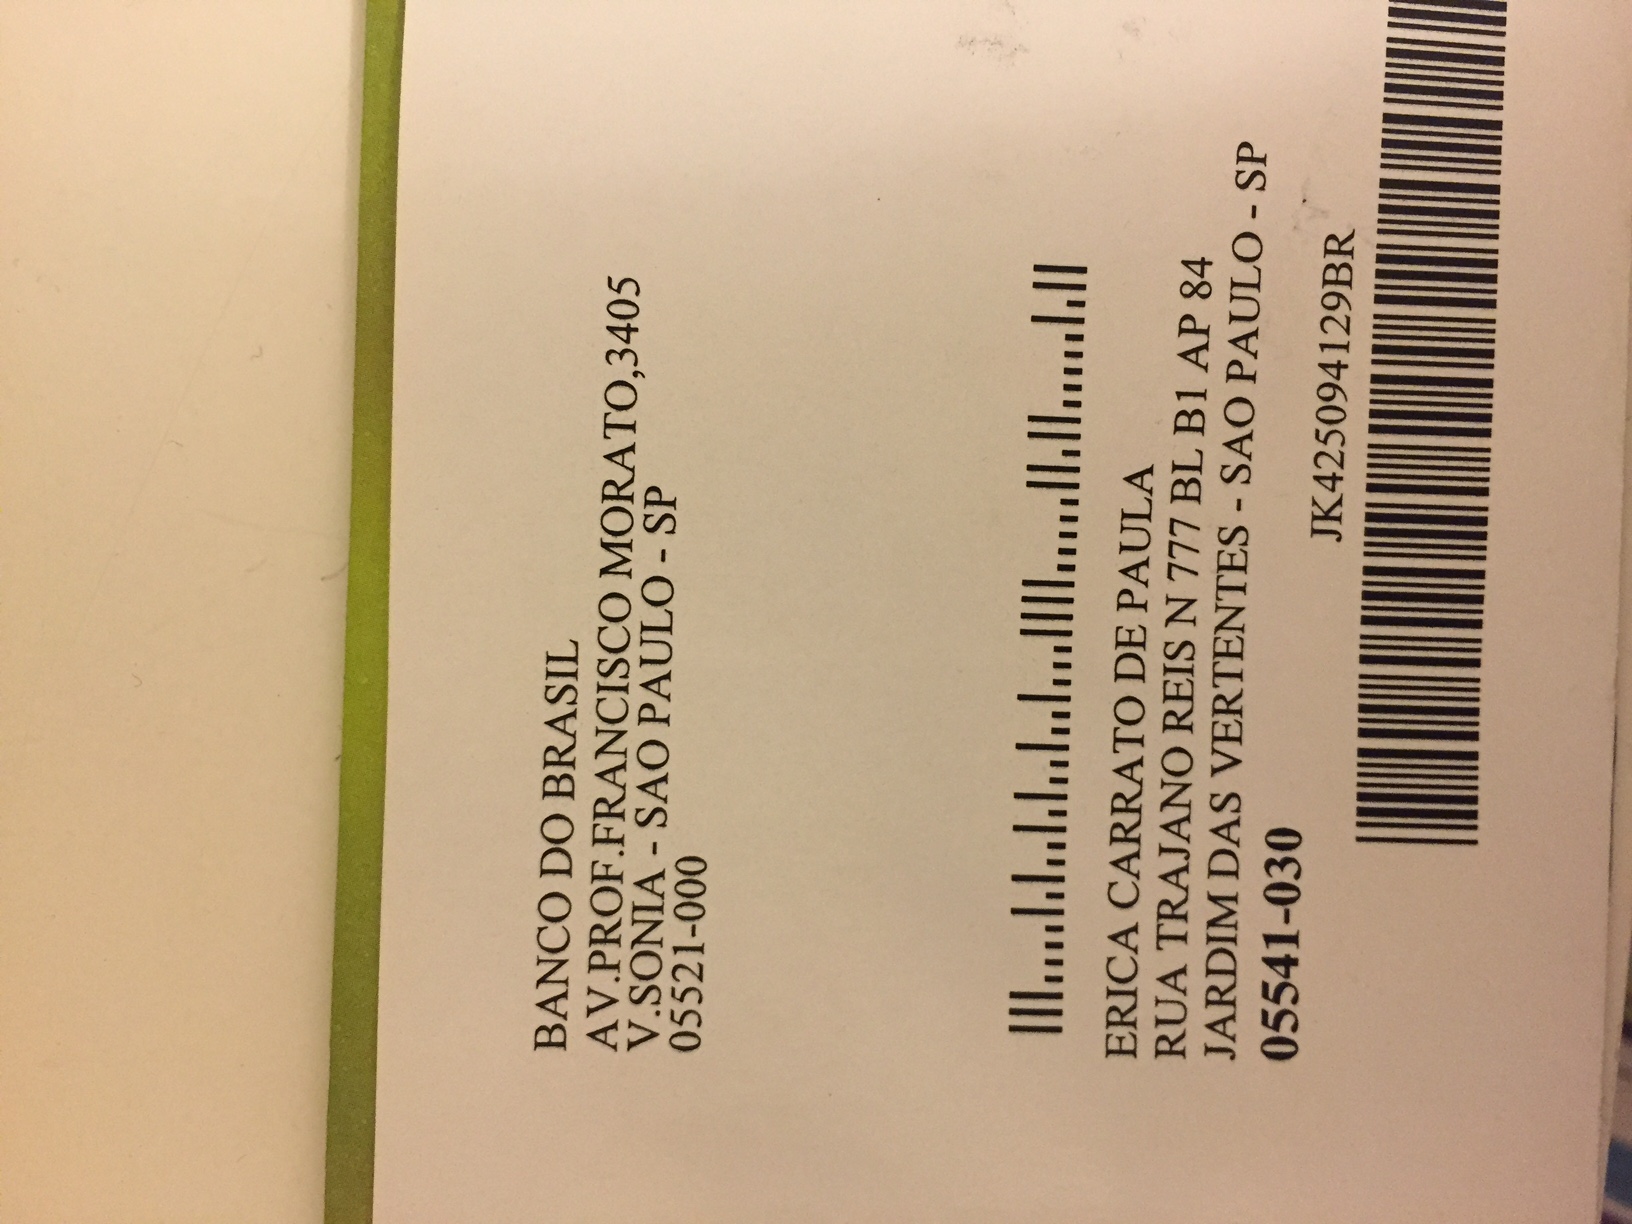 BANCO DO BRASIL
AV.PROF.FRANCISCO MORATO,3405
V.SONIA - SAO PAULO - SP
05521-000
ERICA CARRATO DE PAULA
RUA TRAJANO REIS N 777 BL B1 AP 84
JARDIM DAS VERTENTES - SAO PAULO - SP
05541-030
JK425094129BR